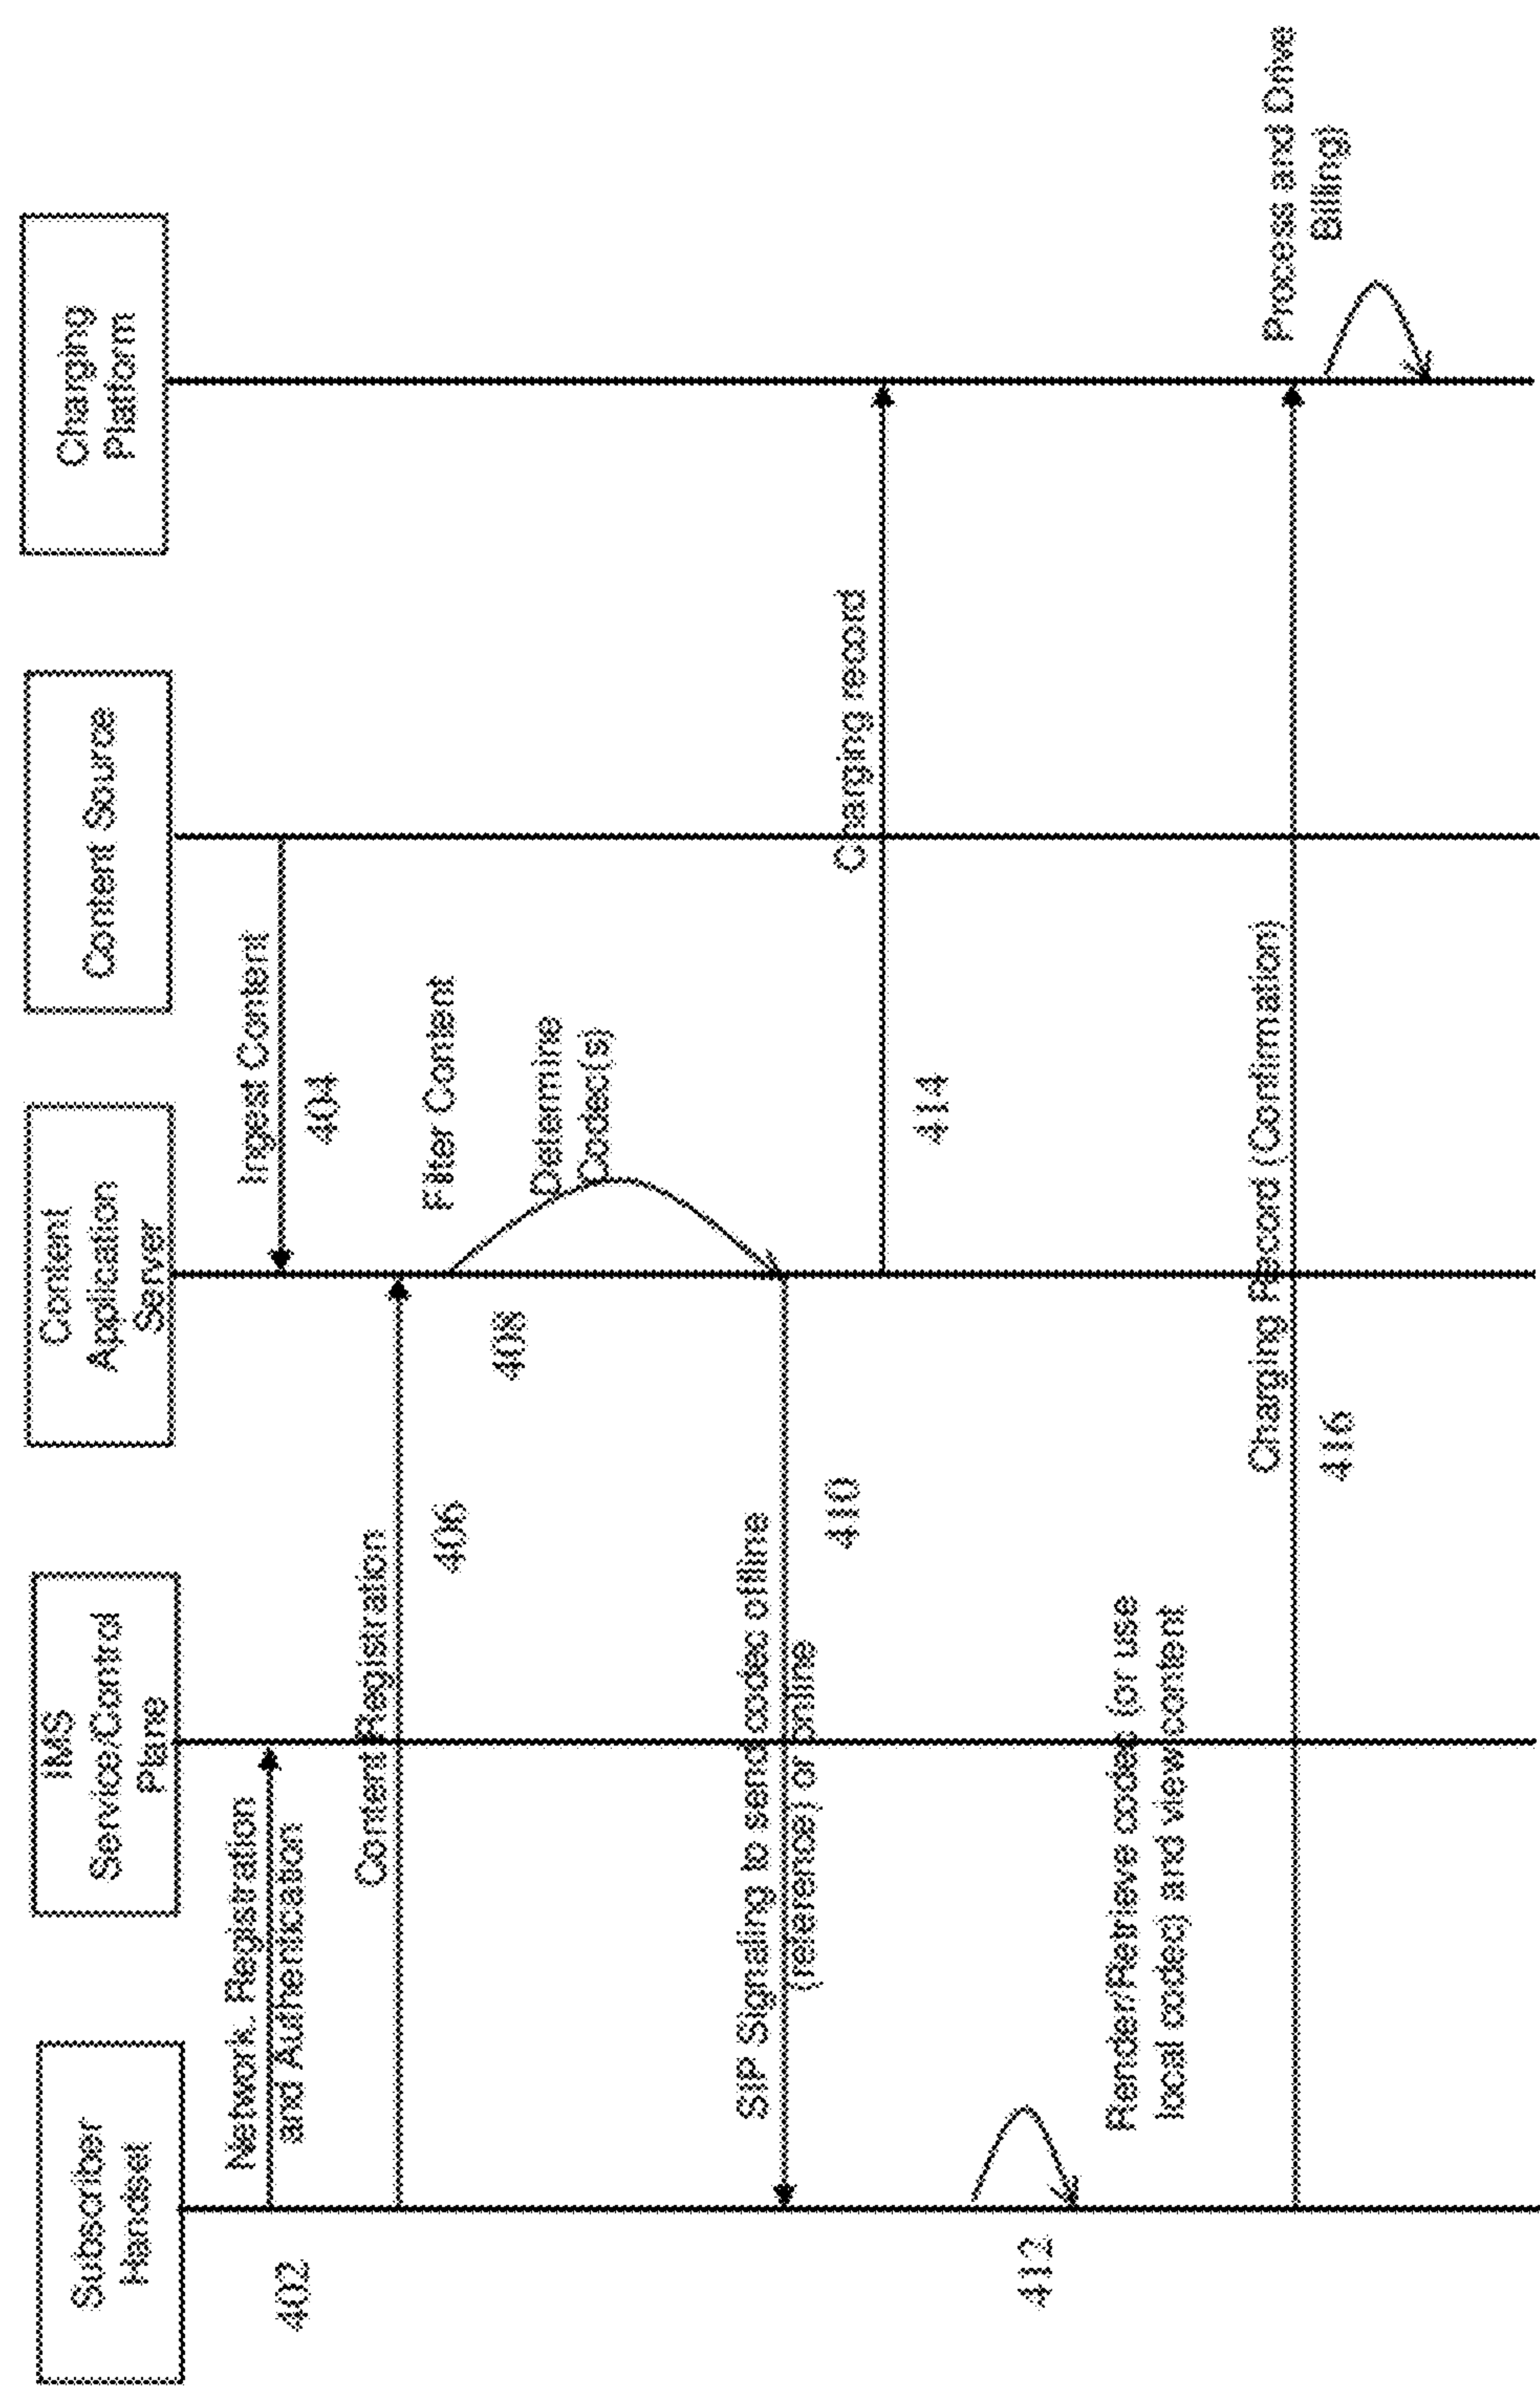 Subscriber
Handset
IMS
Service/Control
Plane
Content
Application
Server
Content Source
Charging
Platform
Network. Registration
and Authentication
402
Ingest Content
404
Content Registration
406
Filter Content
Determine
Codec(s)
408
SIP Signaling to send codec offline
(reference) or online
410
Charging record
414
412
Render/Retrieve codec (or use
local codec) and view content
Charging Record (Confirmation)
416
Process and Drive
Billing)